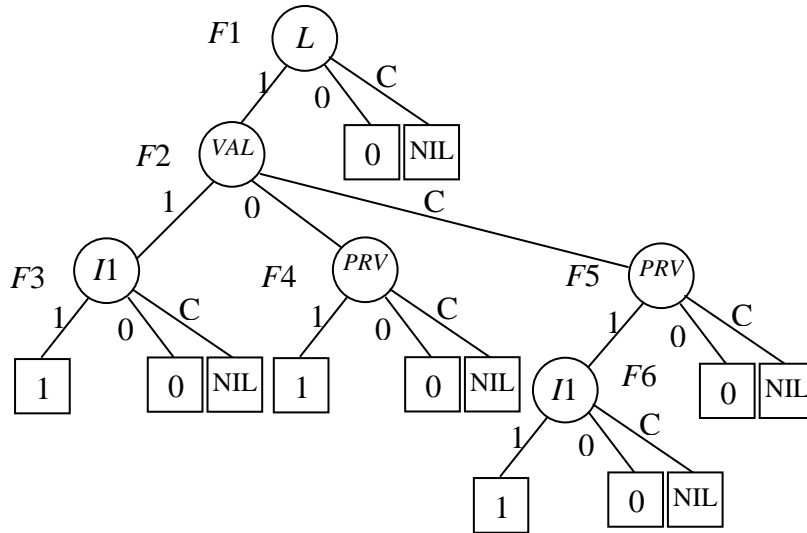 F1 L
1 0 C
F2 VAL 0 NIL
1 0 C
F3 I1 F4 PRV F5 PRV
1 0 C 1 0 C 1 0 C
1 0 NIL 1 0 NIL I1 F6 0 NIL
1 0 C
1 0 NIL